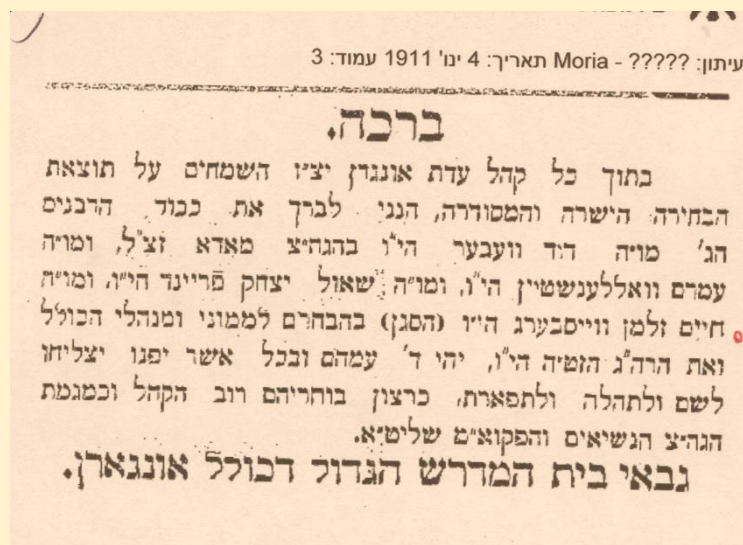 עיתון: ????? - Moria תאריך: 4 ינו' 1911 עמוד: 3
ברכה.
בתוך כל קהל עדת אונגרן יצ"ו השמחים על תוצאת
הבחירה הישרה והמסודרה, הנני לברך את כבוד הרבנים
הג' מו"ה דוד וועבער הי"ו בהגה"צ מאדא זצ"ל, ומו"ה
עמרם וואללענשטיין הי"ו, ומו"ה שאול יצחק פריינד הי"ו, ומו"ה
חיים זלמן ווייסבערג הי"ו (הסגן) בהבחרם לממוני ומנהלי הכולל
ואת הרה"ג הזט"ה הי"ו, יהי ד' עמהם ובכל אשר יפנו יצליחו
לשם ולתהלה ולתפארת, כרצון בוחריהם רוב הקהל וכמגמת
הגה"צ הנשיאים והפקוא"מ שליט"א.
גבאי בית המדרש הגדול דכולל אונגארן.